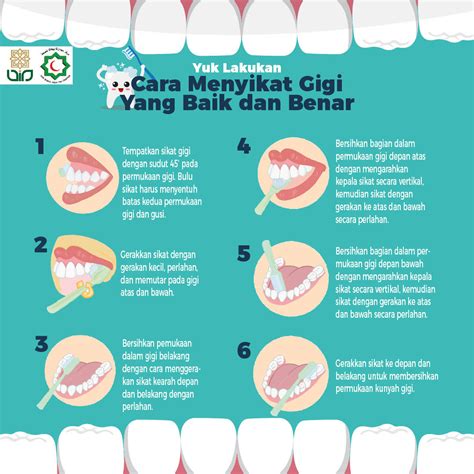 Yuk Lakukan
Cara Menyikat Gigi
Yang Baik dan Benar
1
Tempatkan sikat gigi
dengan sudut 45° pada
permukaan gigi. Bulu
sikat harus menyentuh
batas kedua permukaan
gigi dan gusi.
2
Gerakkan sikat dengan
gerakan kecil, perlahan,
dan memutar pada gigi
atas dan bawah.
3
Bersihkan pemukaan
dalam gigi belakang
dengan cara menggera-
kan sikat kearah depan
dan belakang dengan
perlahan.
4
Bersihkan bagian dalam
permukaan gigi depan atas
dengan mengarahkan
kepala sikat secara vertikal,
kemudian sikat dengan
gerakan ke atas dan bawah
secara perlahan.
5
Bersihkan bagian dalam per-
mukaan gigi depan bawah
dengan mengarahkan kepala
sikat secara vertikal, kemudian
sikat dengan gerakan ke atas
dan bawah secara perlahan.
6
Gerakkan sikat ke depan dan
belakang untuk membersihkan
permukaan kunyah gigi.